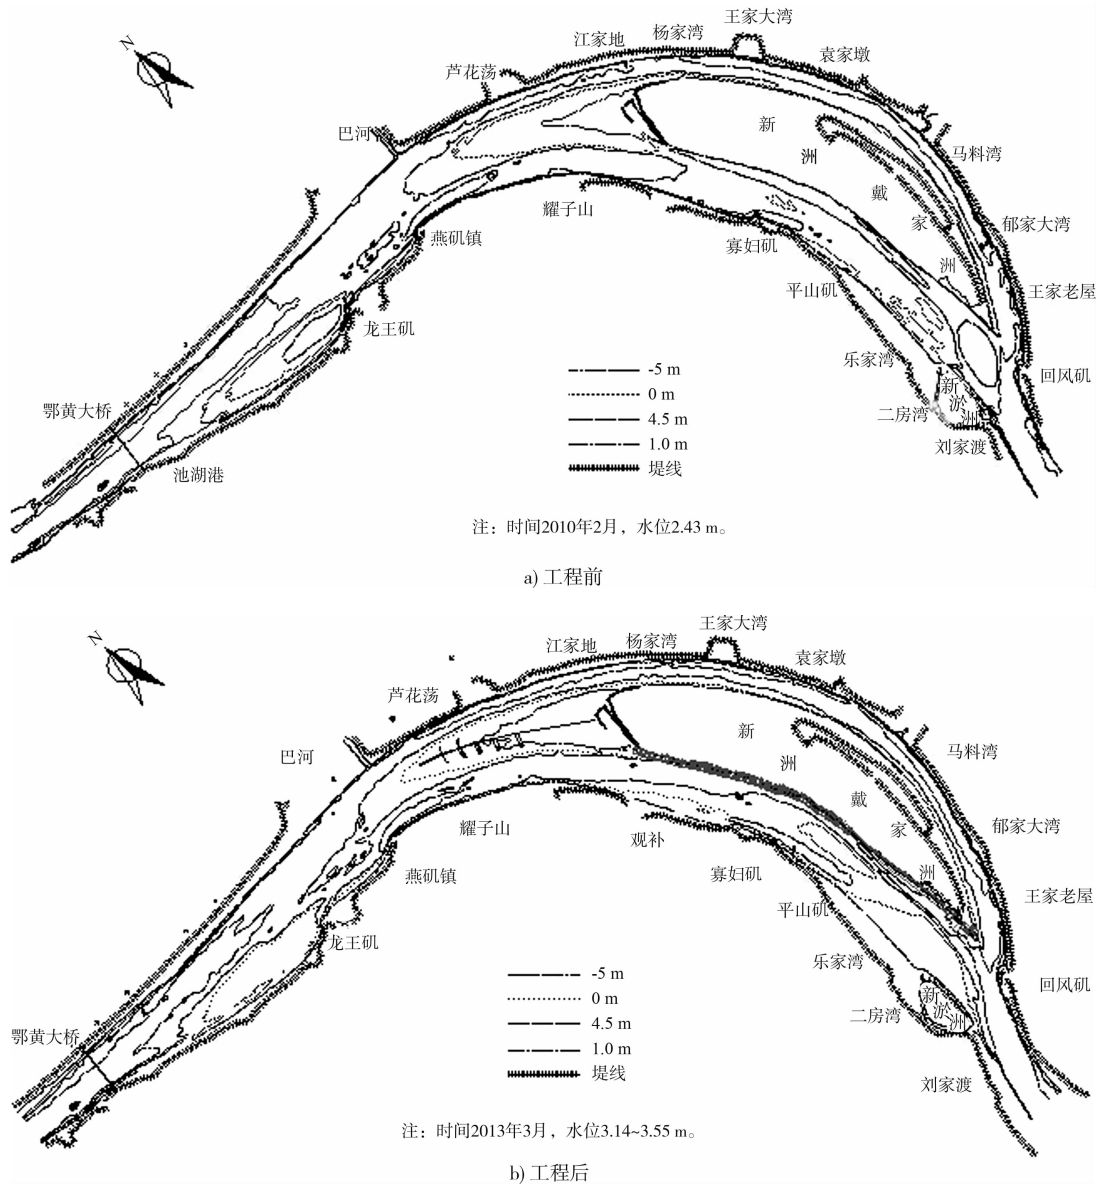 王家大湾
杨家湾
江家地
袁家墩
N
芦花荡
巴河
新
洲
马料湾
戴
家
洲
耀子山
郁家大湾
燕矶镇
寡妇矶
平山矶
王家老屋
龙王矶
乐家湾
回风矶
-5 m
0 m
4.5 m
1.0 m
堤线
新
淤
洲
二房湾
鄂黄大桥
刘家渡
池湖港
注：时间2010年2月，水位2.43 m。
a) 工程前
王家大湾
杨家湾
江家地
N
袁家墩
芦花荡
新
巴河
洲
马料湾
戴
家
耀子山
郁家大湾
观补
燕矶镇
寡妇矶
洲
王家老屋
平山矶
龙王矶
乐家湾
回风矶
-5 m
0 m
4.5 m
1.0 m
堤线
新
淤
洲
二房湾
鄂黄大桥
刘家渡
注：时间2013年3月，水位3.14~3.55 m。
b) 工程后